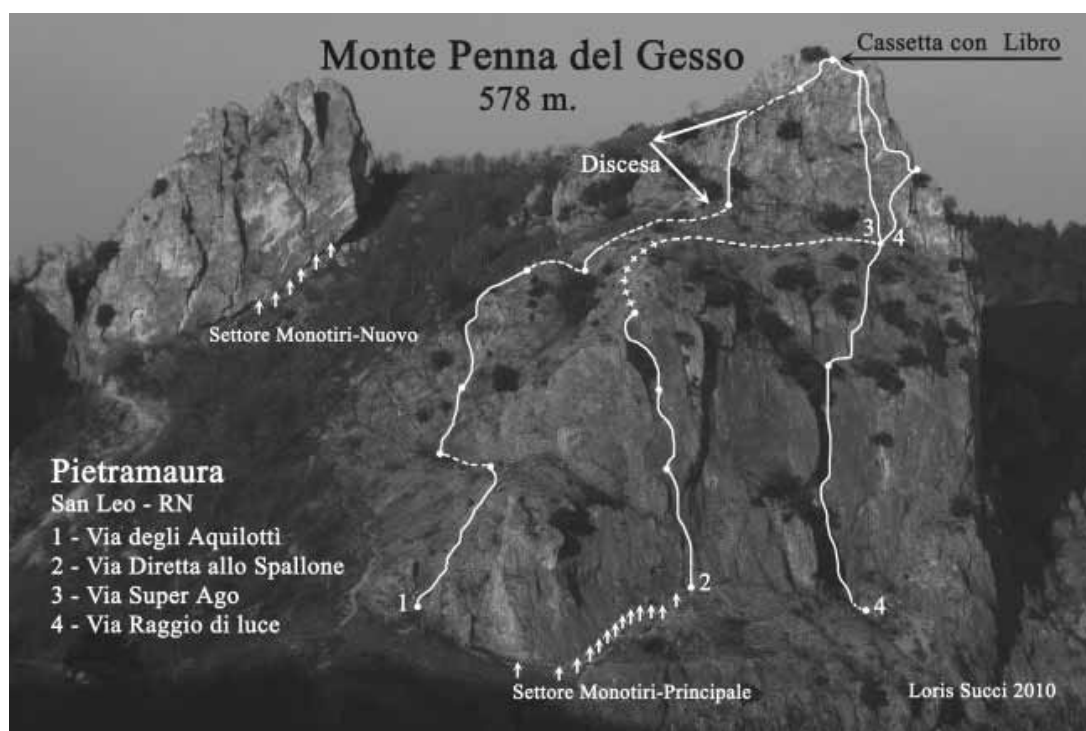 Monte Penna del Gesso
578 m.
Cassetta con Libro
Discesa
3
4
Settore Monotiri-Nuovo
Pietramaura
San Leo - RN
1 - Via degli Aquilottì
2 - Via Diretta allo Spallone
3 - Via Super Ago
4 - Via Raggio di luce
1
2
4
Settore Monotiri-Principale
Loris Succi 2010